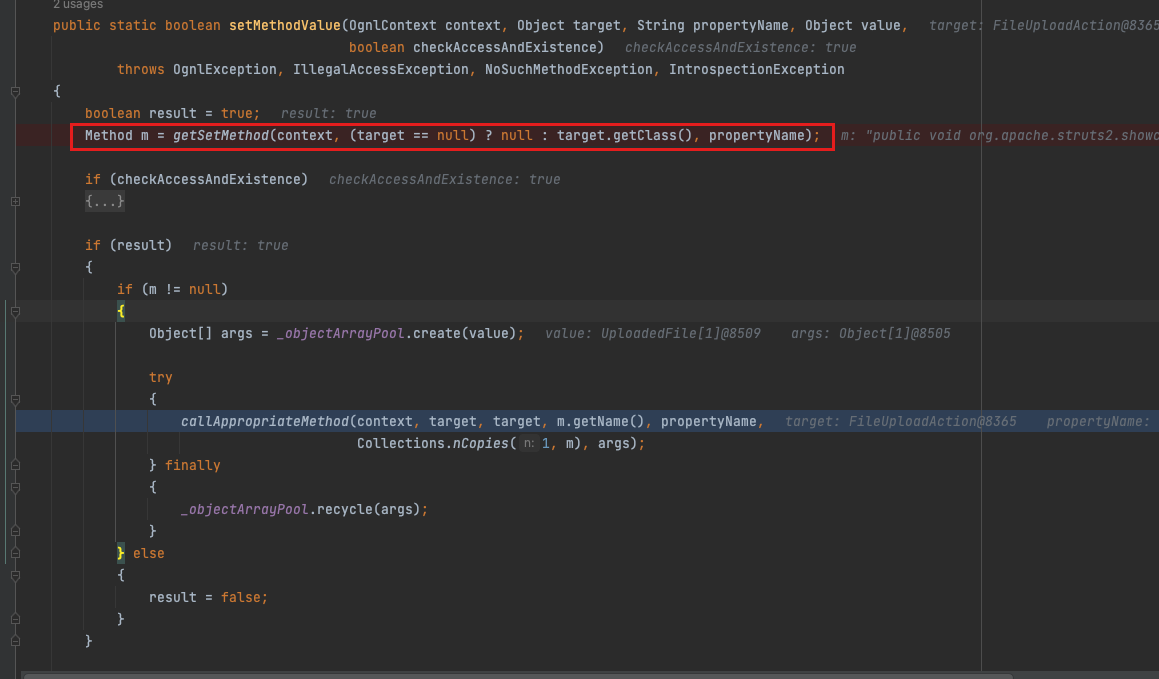 2 usages
public static boolean setMethodValue(OgnlContext context, Object target, String propertyName, Object value, target: FileUploadAction@8365
boolean checkAccessAndExistence) checkAccessAndExistence: true
throws OgnlException, IllegalAccessException, NoSuchMethodException, IntrospectionException
{
boolean result = true; result: true
Method m = getSetMethod(context, (target == null) ? null : target.getClass(), propertyName); m: "public void org.apache.struts2.showc
if (checkAccessAndExistence) checkAccessAndExistence: true
{...}
if (result) result: true
{
if (m != null)
{
Object[] args = _objectArrayPool.create(value); value: UploadedFile[1]@8509 args: Object[1]@8505
try
{
callAppropriateMethod(context, target, target, m.getName(), propertyName, target: FileUploadAction@8365 propertyName:
Collections.nCopies( n: 1, m), args);
} finally
{
_objectArrayPool.recycle(args);
}
} else
{
result = false;
}
}